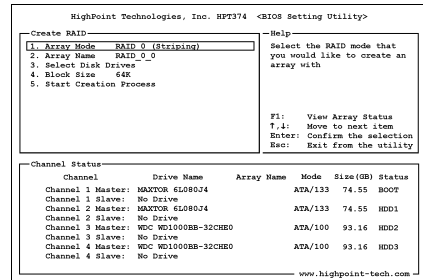 HighPoint Technologies, Inc. HPT374 <BIOS Setting Utility>
Create RAID
1. Array Mode RAID 0 (Striping)
2. Array Name RAID_0_0
3. Select Disk Drives
4. Block Size 64K
5. Start Creation Process
Help
Select the RAID mode that
you would like to create an
array with
F1: View Array Status
↑,↓: Move to next item
Enter: Confirm the selection
Esc: Exit from the utility
Channel Status
Channel Drive Name Array Name Mode Size(GB) Status
Channel 1 Master: MAXTOR 6L080J4 ATA/133 74.55 BOOT
Channel 1 Slave: No Drive
Channel 2 Master: MAXTOR 6L080J4 ATA/133 74.55 HDD1
Channel 2 Slave: No Drive
Channel 3 Master: WDC WD1000BB-32CHE0 ATA/100 93.16 HDD2
Channel 3 Slave: No Drive
Channel 4 Master: WDC WD1000BB-32CHE0 ATA/100 93.16 HDD3
Channel 4 Slave: No Drive
www.highpoint-tech.com